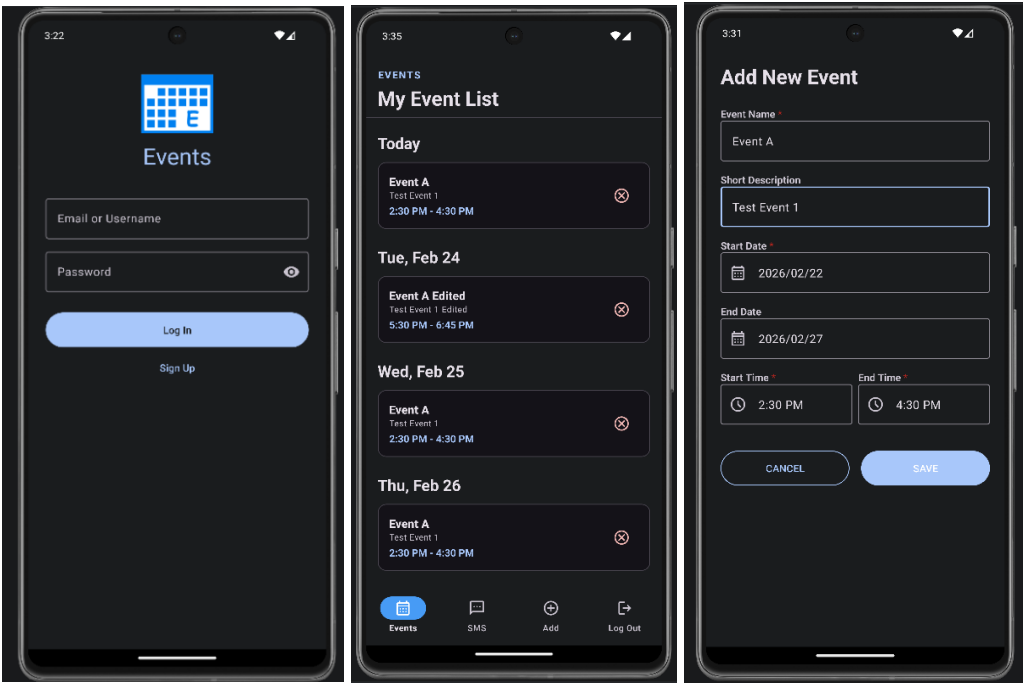 3:22
E
Events
Email or Username
Password
Log In
Sign Up
3:35
EVENTS
My Event List
Today
Event A
Test Event 1
2:30 PM - 4:30 PM
Tue, Feb 24
Event A Edited
Test Event 1 Edited
5:30 PM - 6:45 PM
Wed, Feb 25
Event A
Test Event 1
2:30 PM - 4:30 PM
Thu, Feb 26
Event A
Test Event 1
2:30 PM - 4:30 PM
Events SMS Add Log Out
3:31
Add New Event
Event Name *
Event A
Short Description
Test Event 1
Start Date *
2026/02/22
End Date
2026/02/27
Start Time * End Time *
2:30 PM 4:30 PM
CANCEL SAVE